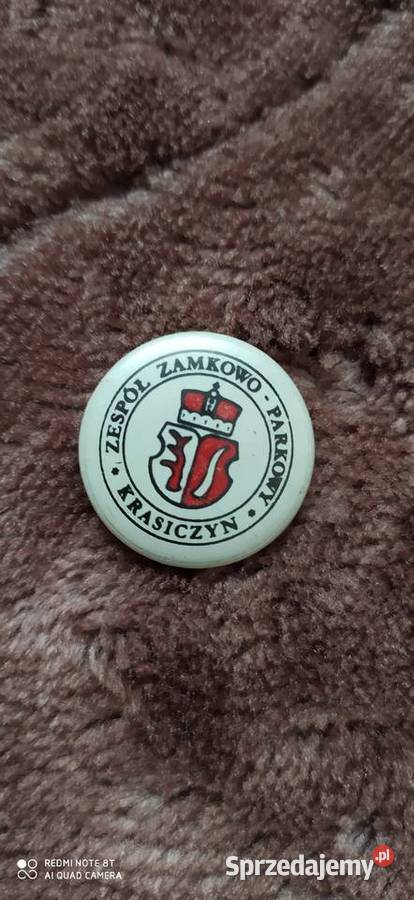 * ZESPÓŁ ZAMKOWO - PARKOWY *
KRASICZYN
REDMI NOTE 8T
AI QUAD CAMERA
Sprzedajemy.pl